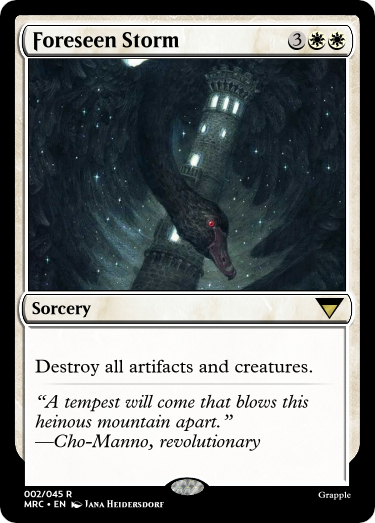 Foreseen Storm 3
Sorcery
Destroy all artifacts and creatures.
“A tempest will come that blows this
heinous mountain apart.”
—Cho-Manno, revolutionary
002/045 R
MRC • EN Jana Heidersdorf
Grapple